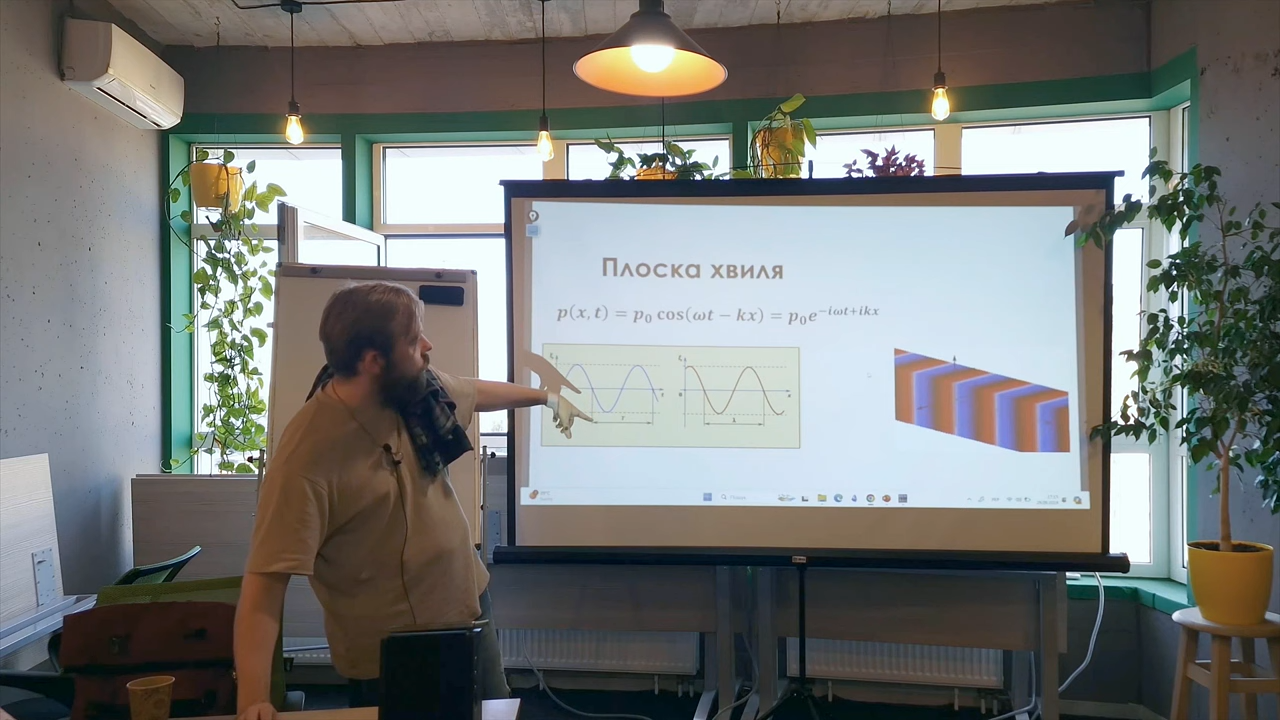 Плоска хвиля
p(x, t) = p₀ cos(ωt − kx) = p₀e^{−iωt+ikx}